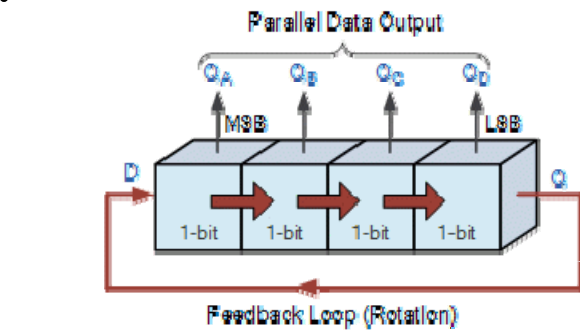 Parallel Data Output
QA QB QC QD
MSB LSB
D Q
1-bit 1-bit 1-bit 1-bit
Feedback Loop (Rotation)